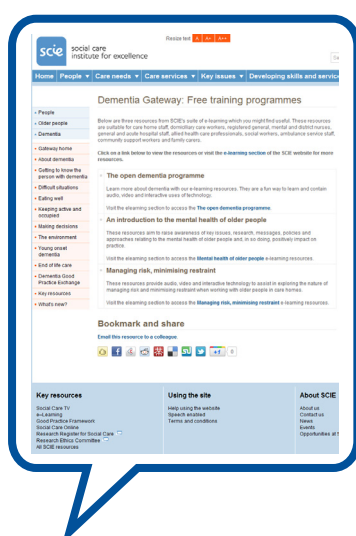 Resize text A A+ A++
scie social care
institute for excellence
Se
Home People Care needs Care services Key issues Developing skills and service
People
Older people
Dementia
Gateway home
About dementia
Getting to know the
person with dementia
Difficult situations
Eating well
Keeping active and
occupied
Making decisions
The environment
Young onset
dementia
End of life care
Dementia Good
Practice Exchange
Key resources
What's new?
Dementia Gateway: Free training programmes
Below are three resources from SCIE's suite of e-learning which you might find useful. These resources
are suitable for care home staff, domiciliary care workers, registered general, mental and district nurses,
general and acute hospital staff, allied health care professionals, social workers, ambulance service staff,
community support workers and family carers.
Click on a link below to view the resources or visit the e-learning section of the SCIE website for more
resources.
The open dementia programme
Learn more about dementia with our e-learning resources. They are a fun way to learn and contain
audio, video and interactive uses of technology.
Visit the elearning section to access the The open dementia programme.
An introduction to the mental health of older people
These resources aim to raise awareness of key issues, research, messages, policies and
approaches relating to the mental health of older people and, in so doing, positively impact on
practice.
Visit the elearning section to access the Mental health of older people e-learning resources.
Managing risk, minimising restraint
These resources provide audio, video and interactive technology to assist in exploring the nature of
managing risk and minimising restraint when working with older people in care homes.
Visit the elearning section to access the Managing risk, minimising restraint e-learning resources.
Bookmark and share
Email this resource to a colleague
+1 0
Key resources
Social Care TV
e-Learning
Good Practice Framework
Social Care Online
Research Register for Social Care
Research Ethics Committee
All SCIE resources
Using the site
Help using the website
Speech enabled
Terms and conditions
About SCIE
About us
Contact us
News
Events
Opportunities at S